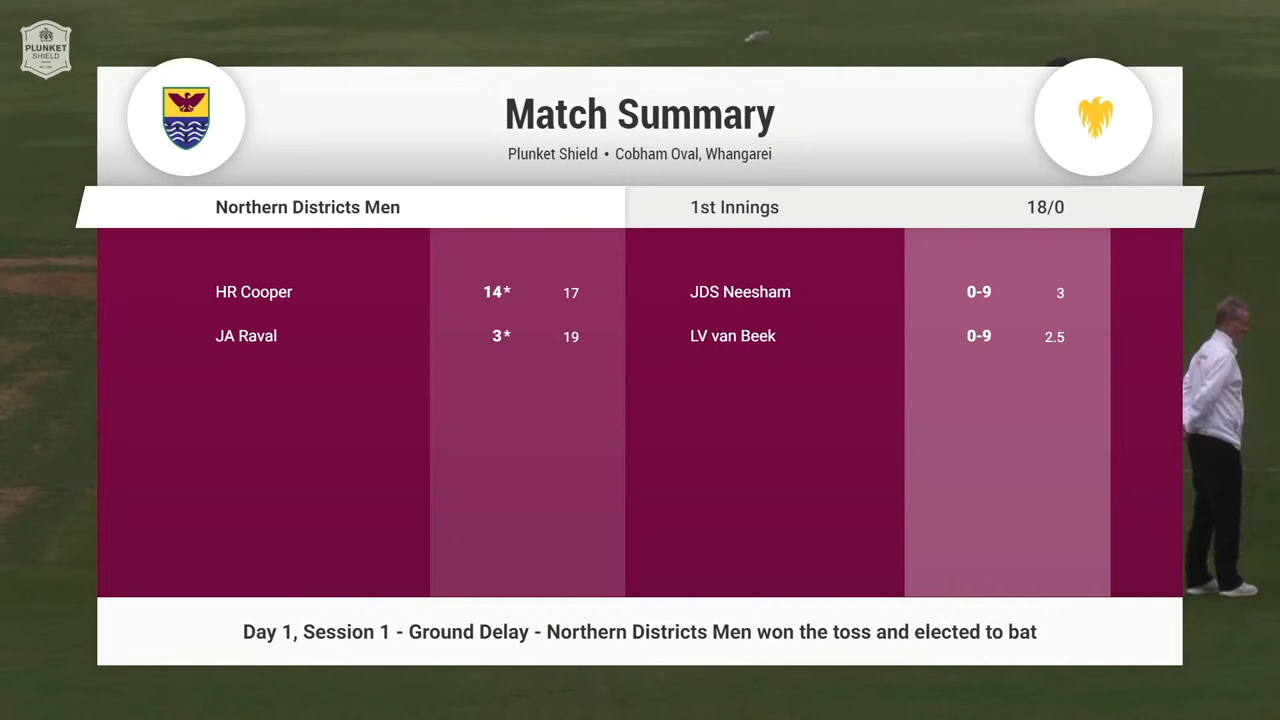 PLUNKET
SHIELD
Match Summary
Plunket Shield • Cobham Oval, Whangarei
Northern Districts Men 1st Innings 18/0
HR Cooper 14* 17 JDS Neesham 0-9 3
JA Raval 3* 19 LV van Beek 0-9 2.5
Day 1, Session 1 - Ground Delay - Northern Districts Men won the toss and elected to bat